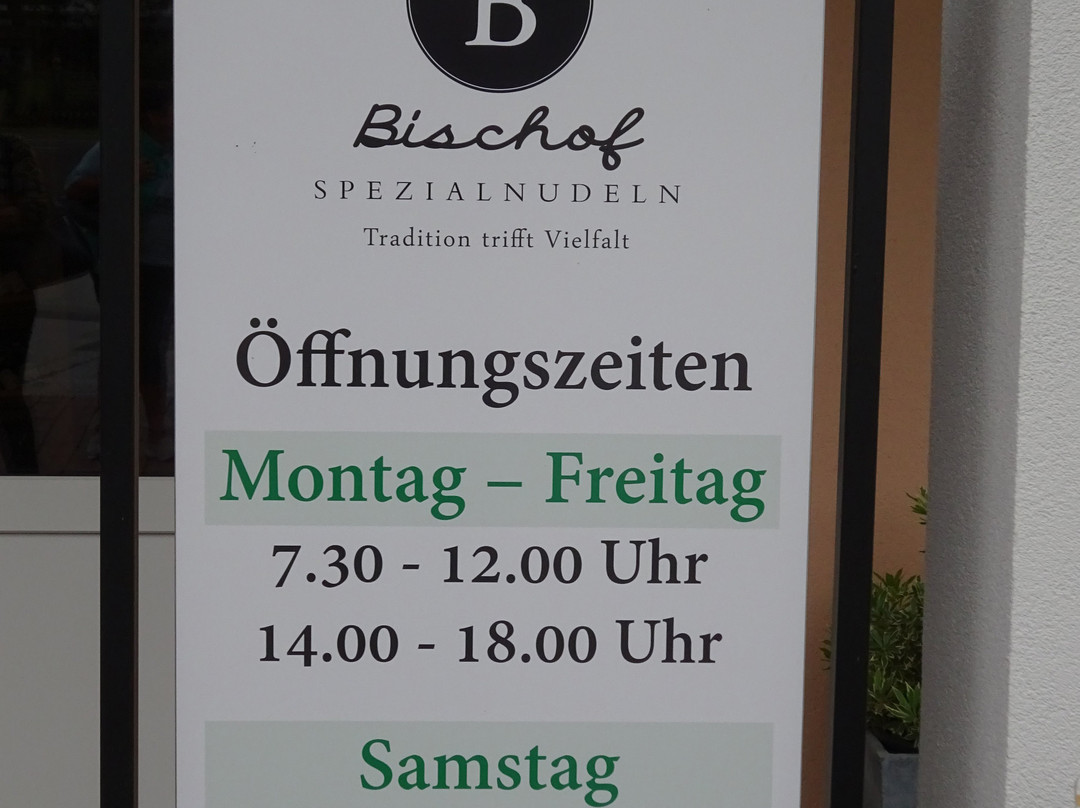 B
Bischof
SPEZIALNUDELN
Tradition trifft Vielfalt
Öffnungszeiten
Montag – Freitag
7.30 - 12.00 Uhr
14.00 - 18.00 Uhr
Samstag